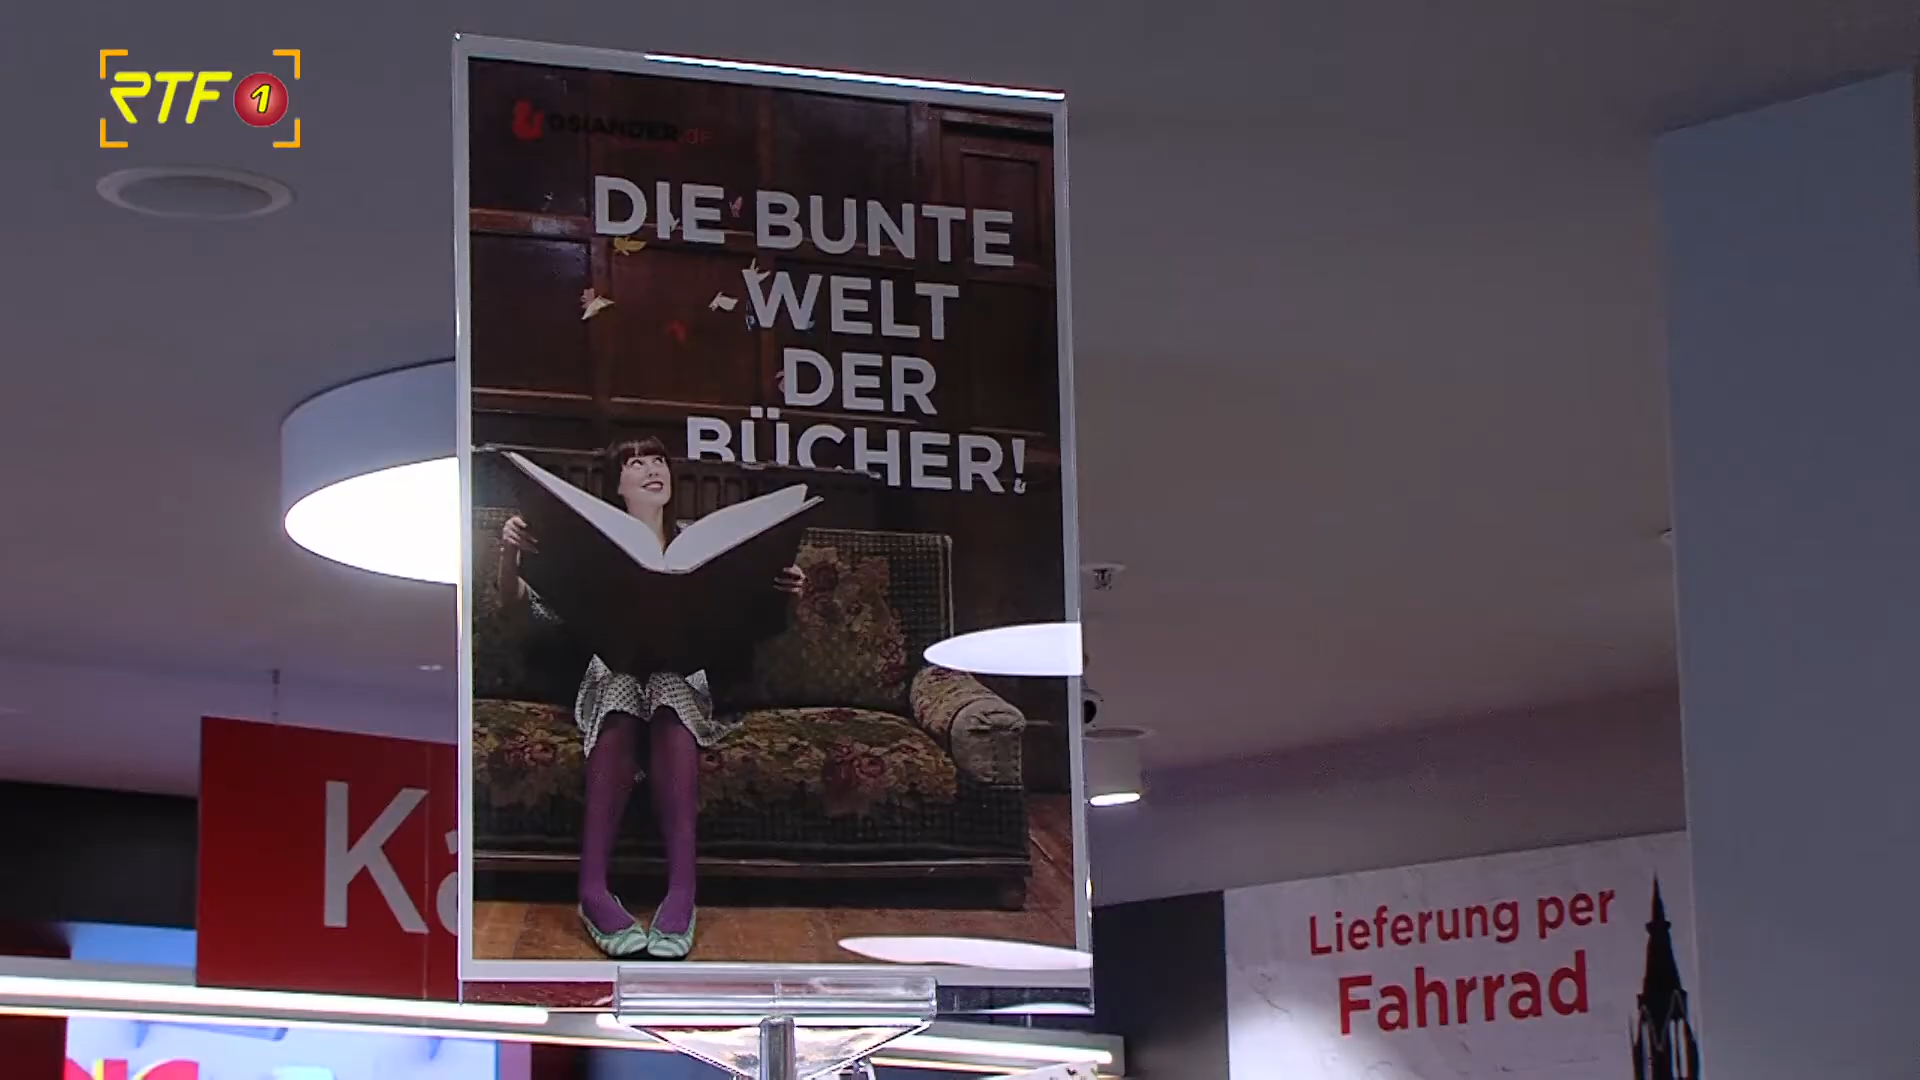 RTF 1
OSIANDER.DE
DIE BUNTE
WELT
DER
BÜCHER!
Lieferung per
Fahrrad